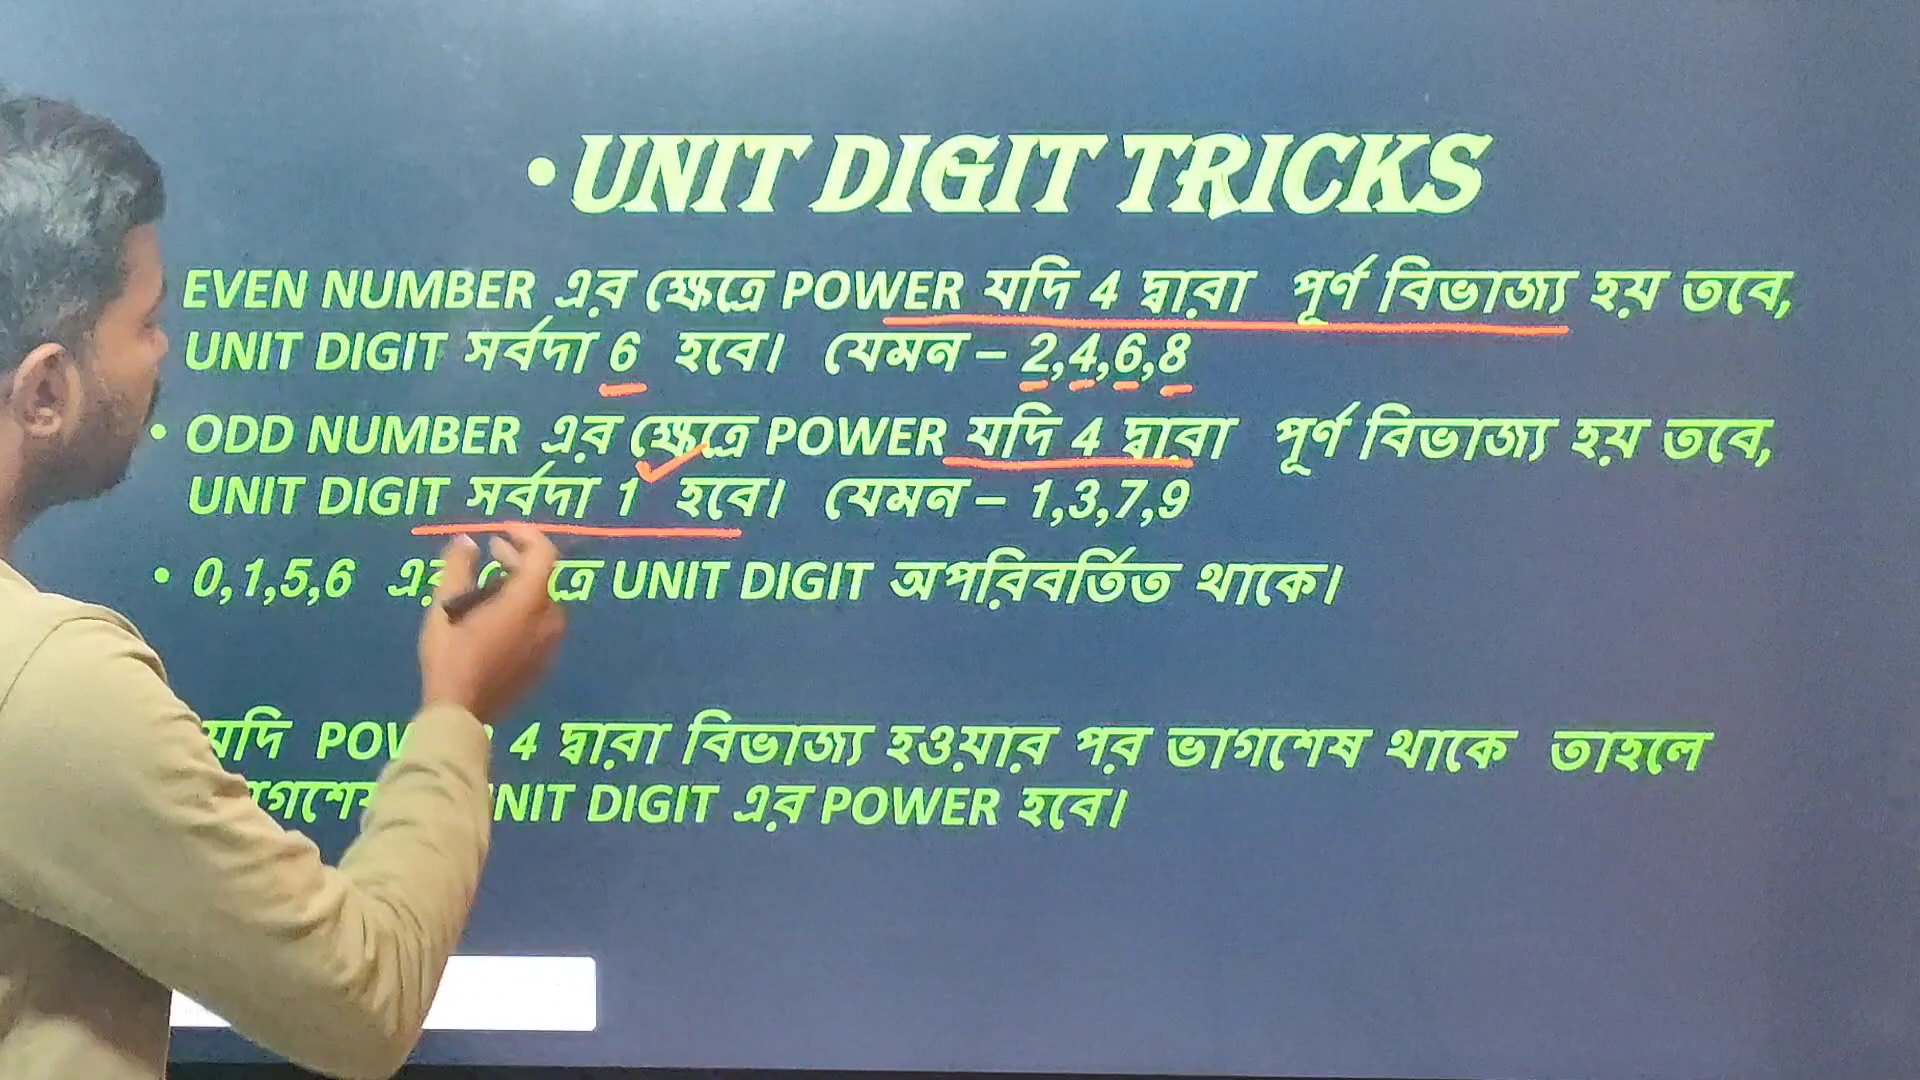 • UNIT DIGIT TRICKS
EVEN NUMBER এর ক্ষেত্রে POWER যদি 4 দ্বারা পূর্ণ বিভাজ্য হয় তবে,
UNIT DIGIT সর্বদা 6 হবে। যেমন – 2,4,6,8
• ODD NUMBER এর ক্ষেত্রে POWER যদি 4 দ্বারা পূর্ণ বিভাজ্য হয় তবে,
UNIT DIGIT সর্বদা 1 হবে। যেমন – 1,3,7,9
• 0,1,5,6 UNIT DIGIT অপরিবর্তিত থাকে।
যদি 4 দ্বারা বিভাজ্য হওয়ার পর ভাগশেষ থাকে তাহলে
DIGIT এর POWER হবে।